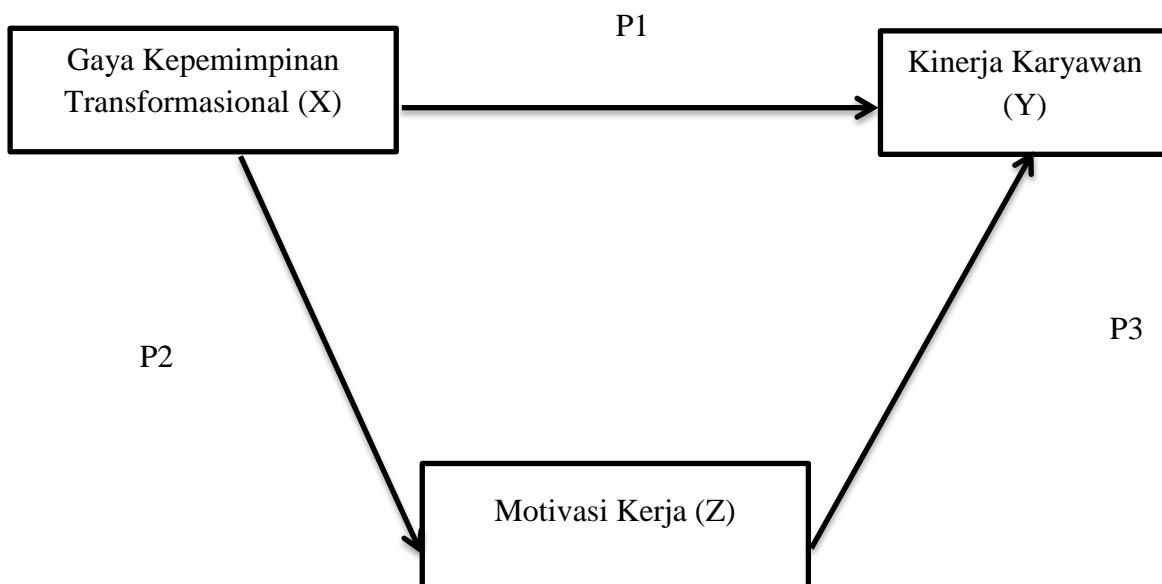 P1
Gaya Kepemimpinan
Transformasional (X)
Kinerja Karyawan
(Y)
P2
P3
Motivasi Kerja (Z)